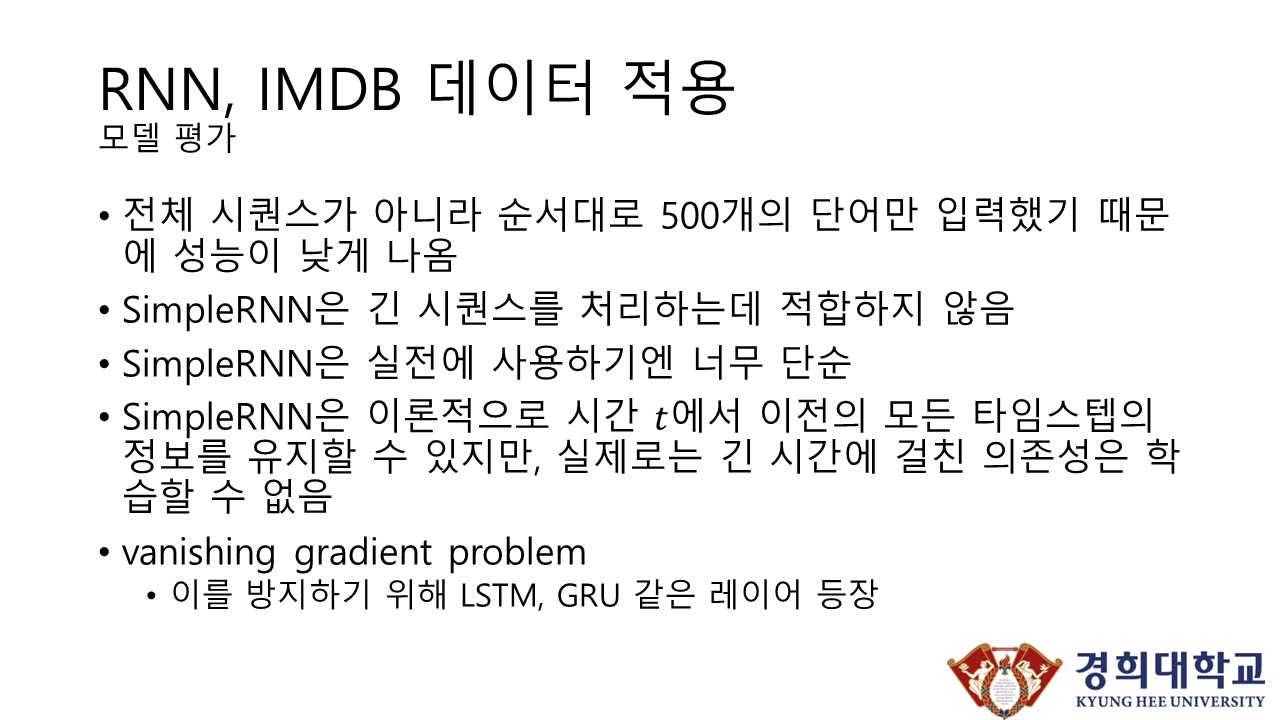 RNN, IMDB 데이터 적용
모델 평가
• 전체 시퀀스가 아니라 순서대로 500개의 단어만 입력했기 때문
에 성능이 낮게 나옴
• SimpleRNN은 긴 시퀀스를 처리하는데 적합하지 않음
• SimpleRNN은 실전에 사용하기엔 너무 단순
• SimpleRNN은 이론적으로 시간 t에서 이전의 모든 타임스텝의
정보를 유지할 수 있지만, 실제로는 긴 시간에 걸친 의존성은 학
습할 수 없음
• vanishing gradient problem
• 이를 방지하기 위해 LSTM, GRU 같은 레이어 등장
경희대학교
KYUNG HEE UNIVERSITY